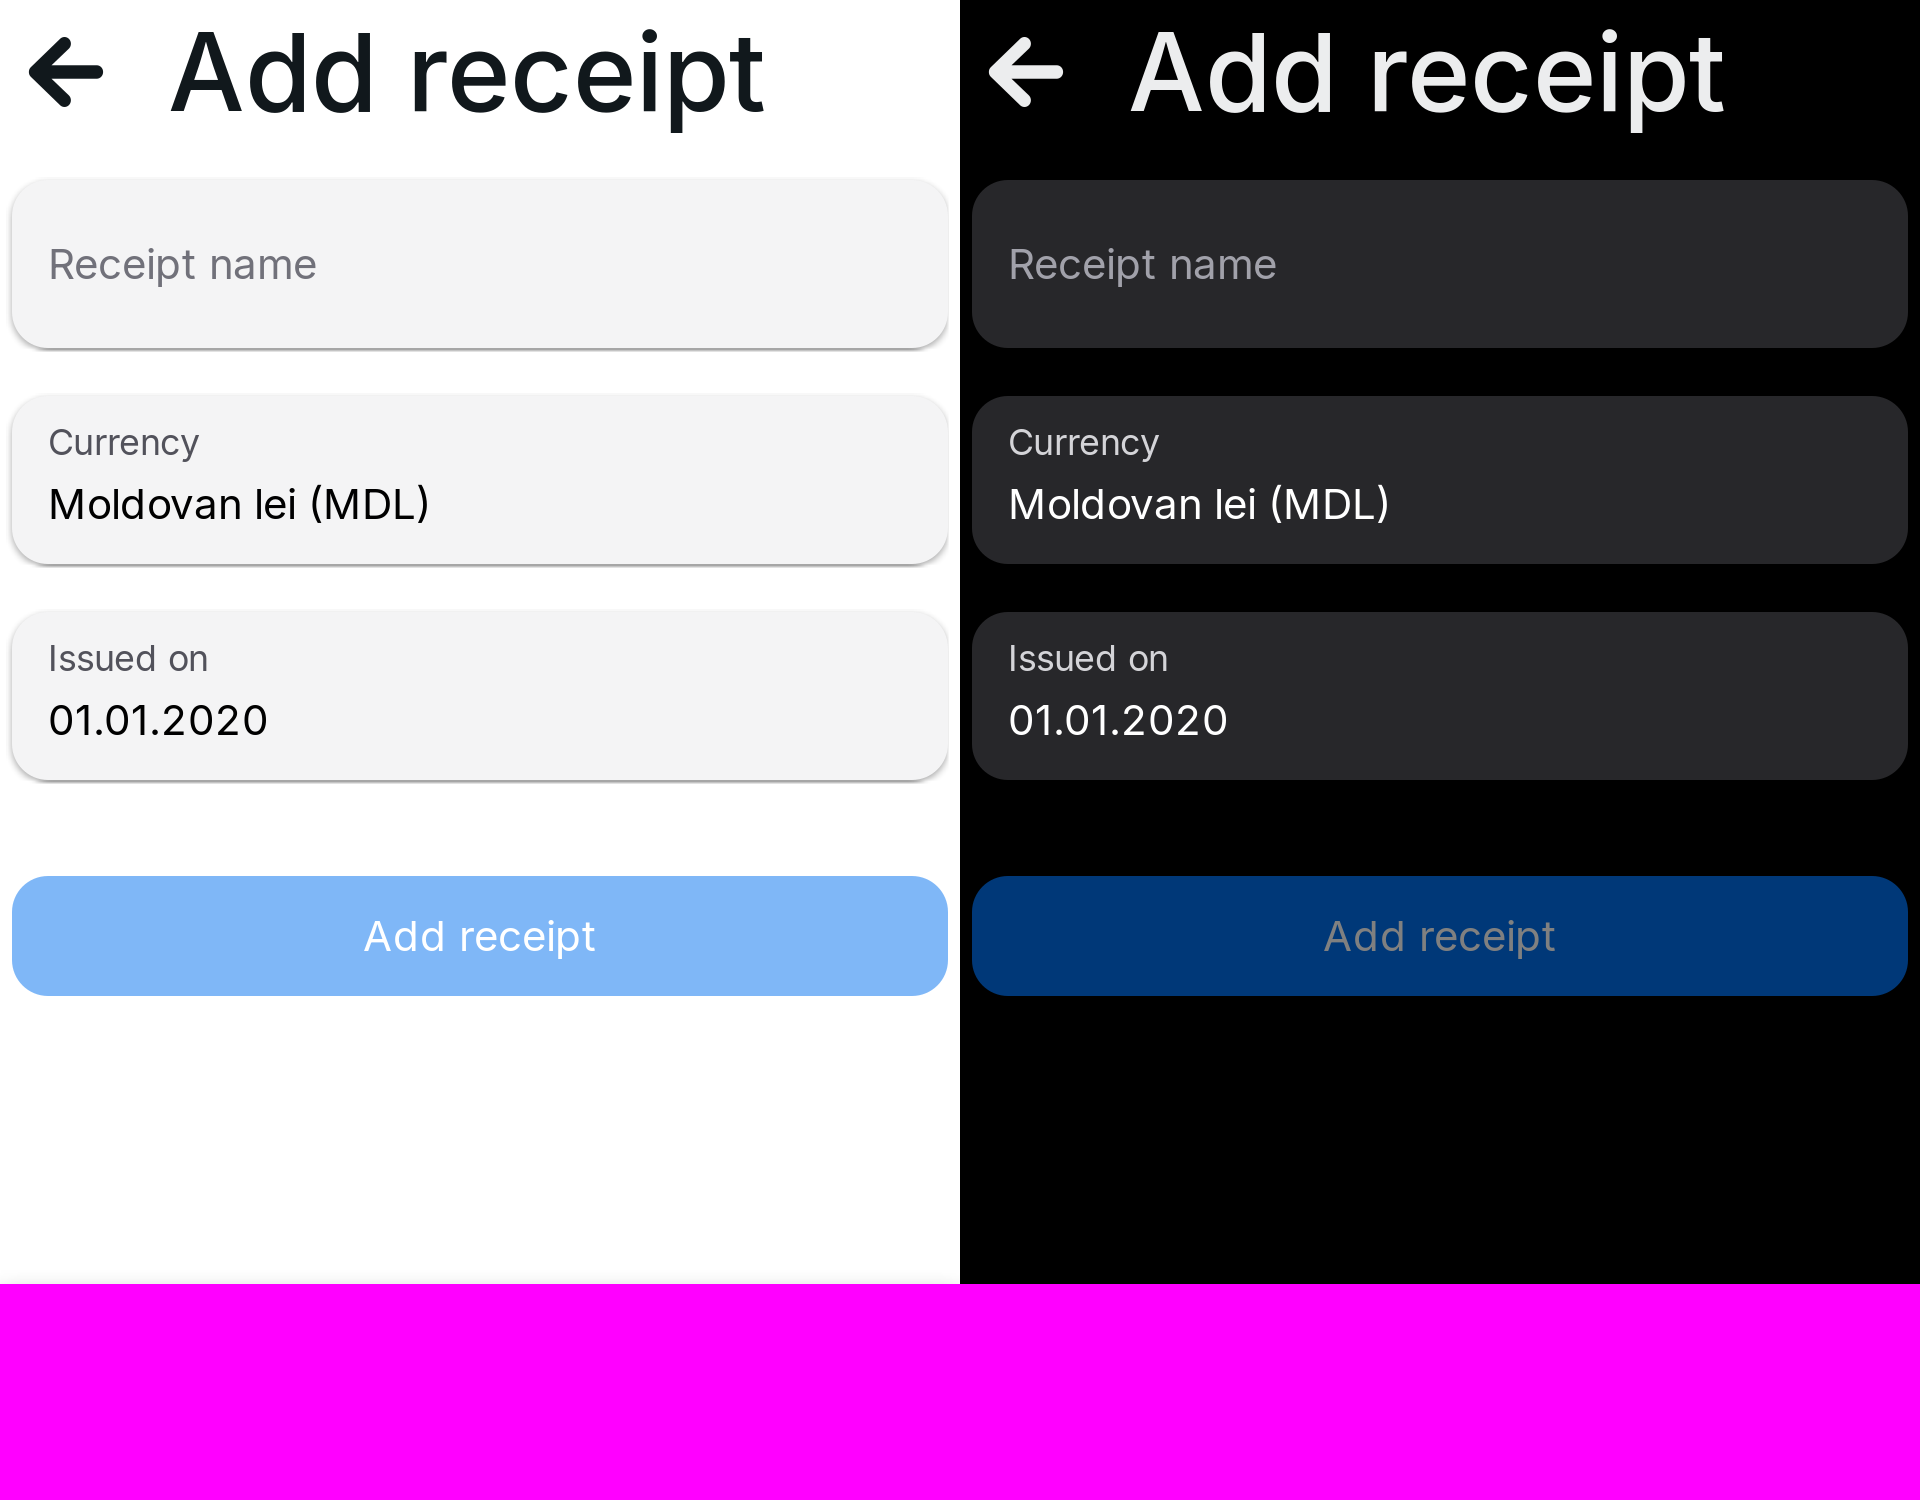 Add receipt
Receipt name
Currency
Moldovan lei (MDL)
Issued on
01.01.2020
Add receipt
Add receipt
Receipt name
Currency
Moldovan lei (MDL)
Issued on
01.01.2020
Add receipt